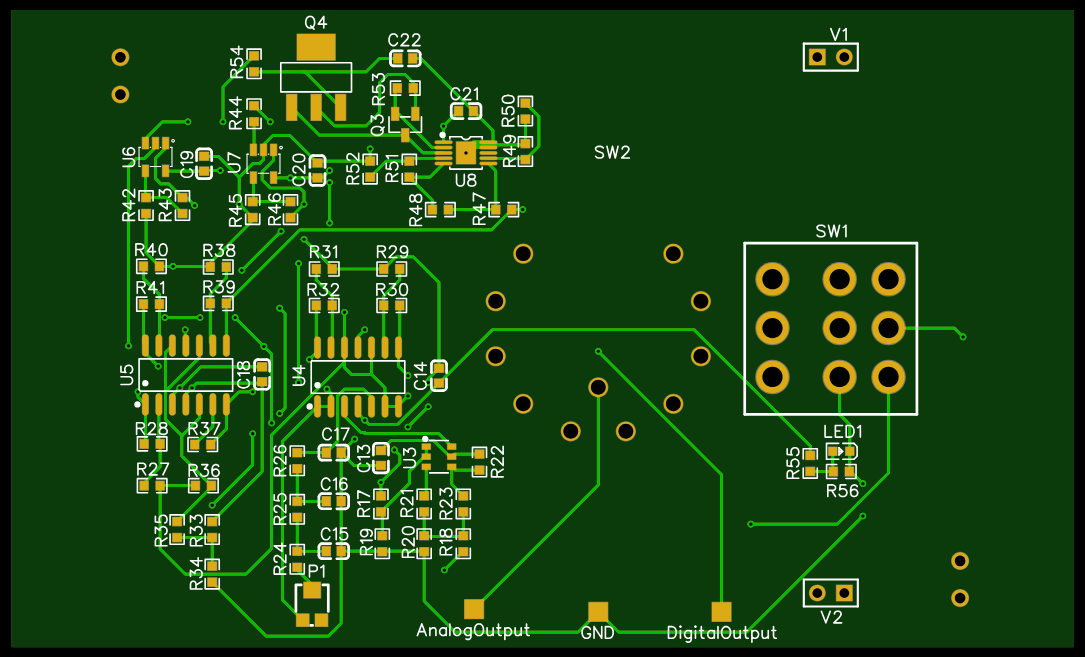 Q4
V1
C22
R54
R53
C21
R50
R44
Q3
U6
C19
U7
C20
R52
R51
R49
SW2
U8
R42
R43
R45
R46
R48
R47
SW1
R40
R38
R31
R29
R41
R39
R32
R30
U5
C18
U4
C14
R28
R37
C17
LED1
R26
C13
U3
R22
R55
R27
R36
C16
R56
R25
R17
R21
R23
R35
R33
C15
R24
R19
R20
R18
R34
P1
V2
AnalogOutput
GND
DigitalOutput